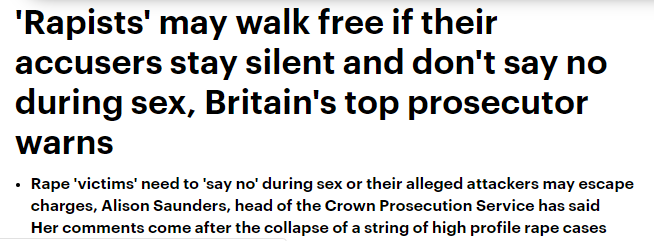 'Rapists' may walk free if their
accusers stay silent and don't say no
during sex, Britain's top prosecutor
warns
• Rape 'victims' need to 'say no' during sex or their alleged attackers may escape
charges, Alison Saunders, head of the Crown Prosecution Service has said
Her comments come after the collapse of a string of high profile rape cases